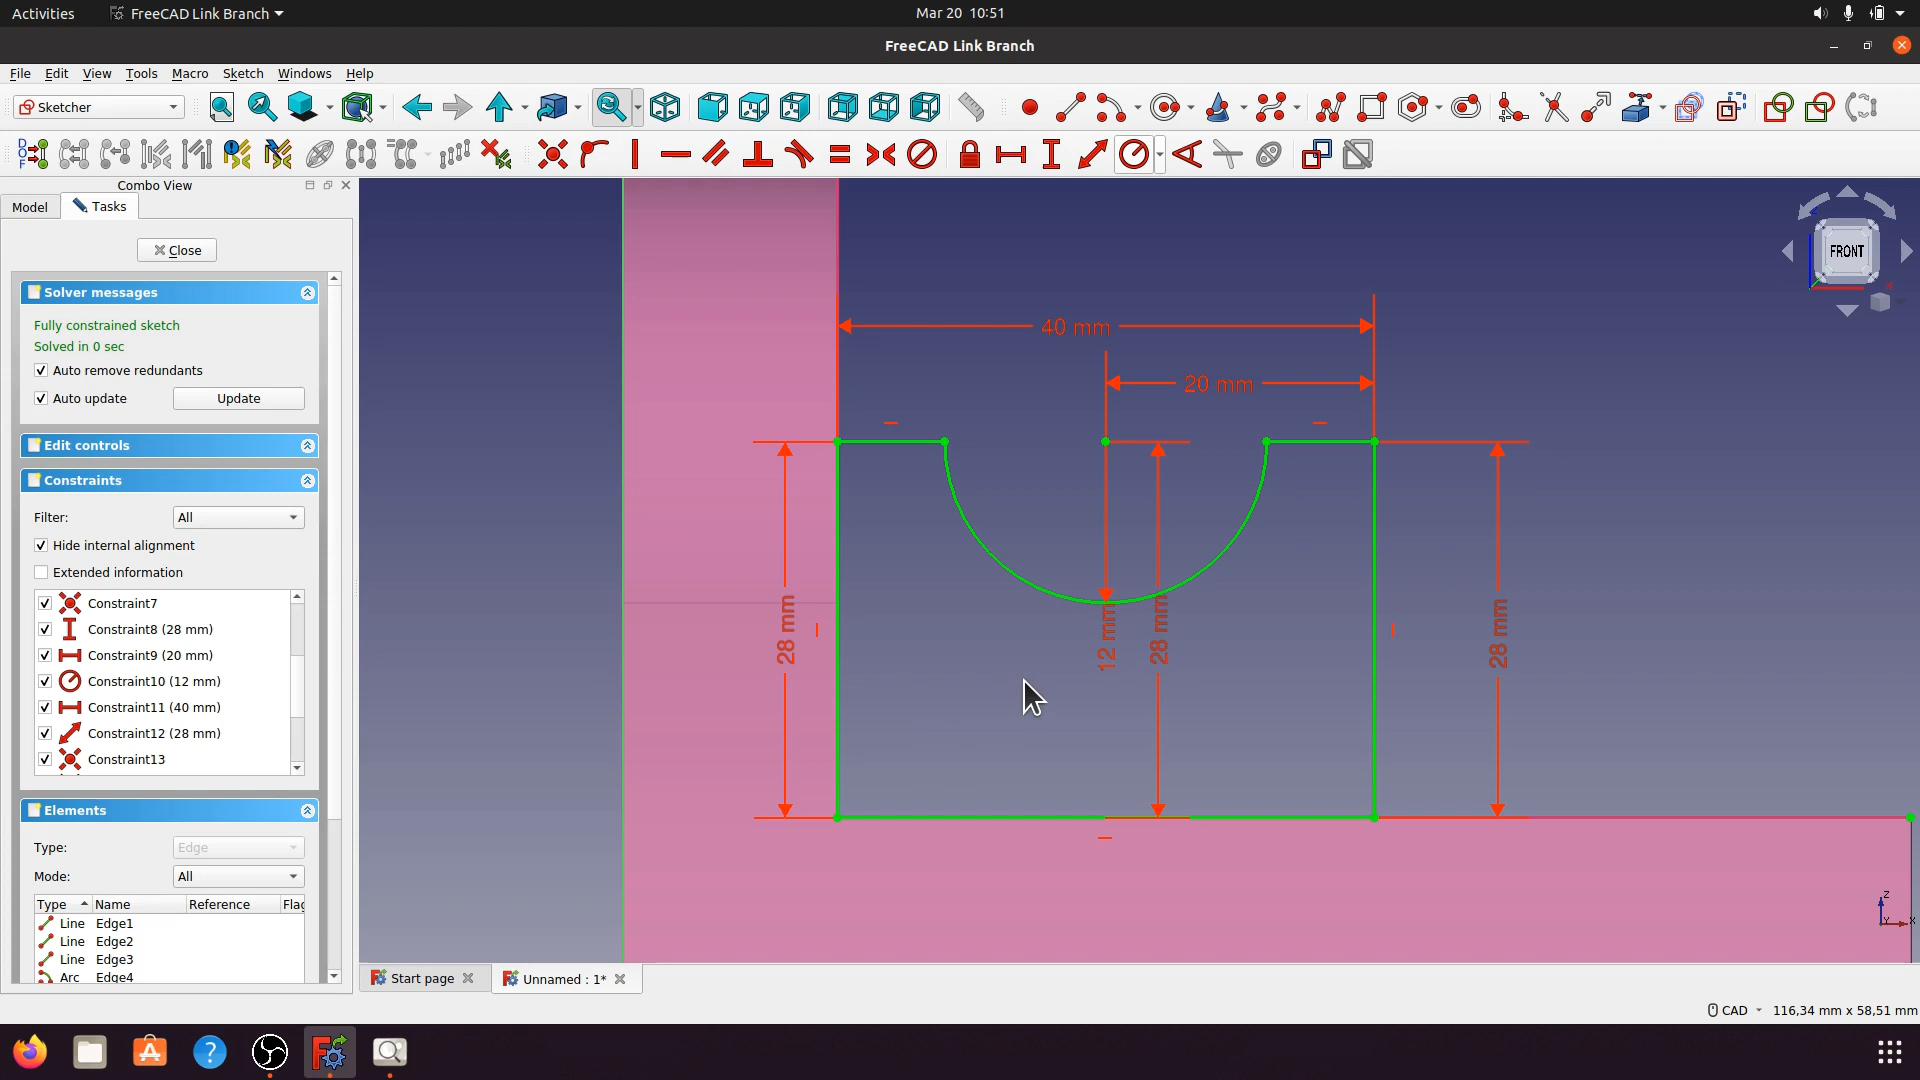 Activities
FreeCAD Link Branch
Mar 20 10:51
FreeCAD Link Branch
File Edit View Tools Macro Sketch Windows Help
Sketcher
DOF
Combo View
Model
Tasks
Close
Solver messages
Fully constrained sketch
Solved in 0 sec
Auto remove redundants
Auto update
Update
Edit controls
Constraints
Filter:
All
Hide internal alignment
Extended information
Constraint7
Constraint8 (28 mm)
Constraint9 (20 mm)
Constraint10 (12 mm)
Constraint11 (40 mm)
Constraint12 (28 mm)
Constraint13
Elements
Type:
Edge
Mode:
All
Type Name Reference Flag
Line Edge1
Line Edge2
Line Edge3
Arc Edge4
FRONT
40 mm
20 mm
28 mm
12 mm
28 mm
28 mm
Z
Y
X
Start page
Unnamed : 1*
CAD
116,34 mm x 58,51 mm